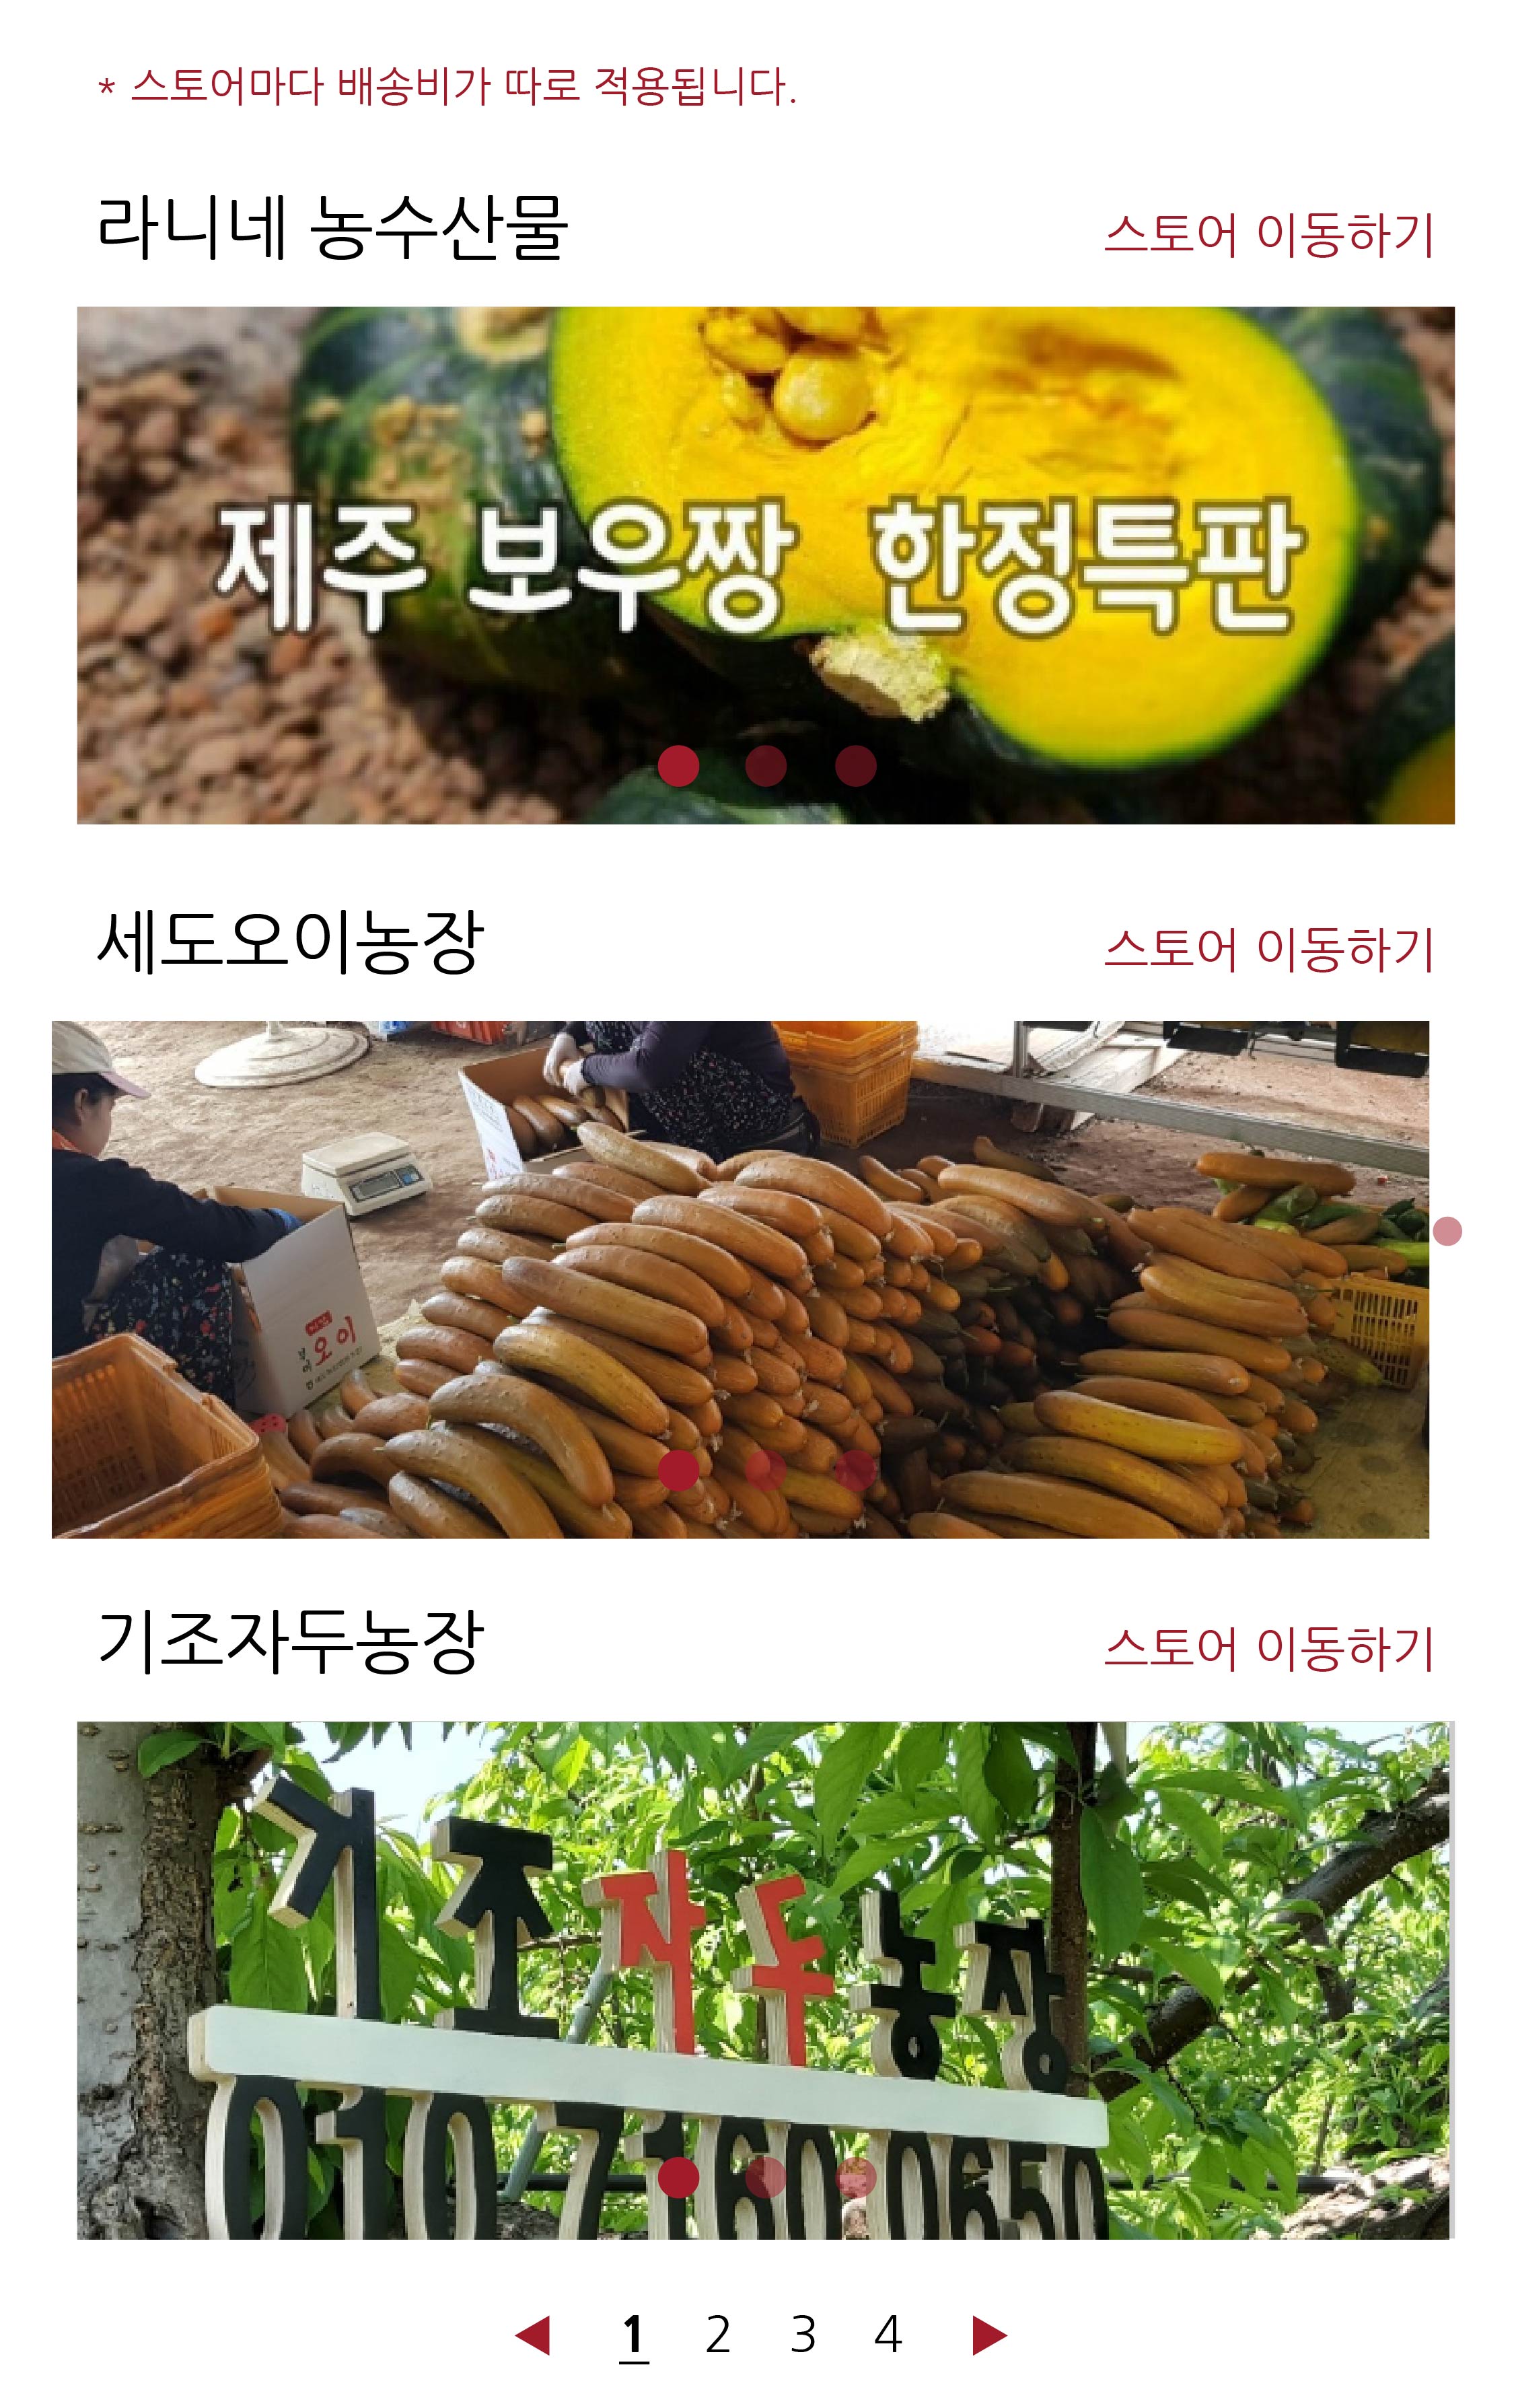 * 스토어마다 배송비가 따로 적용됩니다.
라니네 농수산물
스토어 이동하기
제주 보우짱 한정특판
세도오이농장
스토어 이동하기
오이
기조자두농장
스토어 이동하기
기조자두농장
010 7160 0650
1 2 3 4